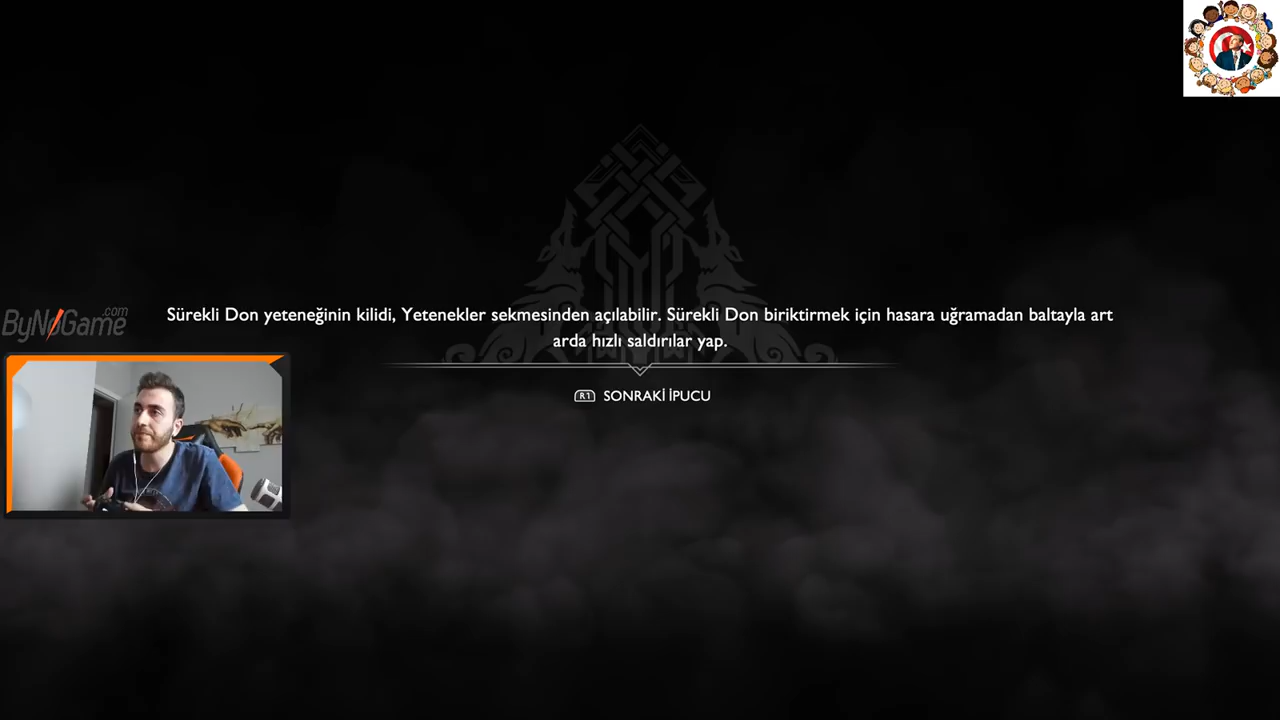 Sürekli Don yeteneğinin kilidi, Yetenekler sekmesinden açılabilir. Sürekli Don biriktirmek için hasara uğramadan baltayla art
arda hızlı saldırılar yap.
R1 SONRAKİ İPUCU
ByNoGame.com